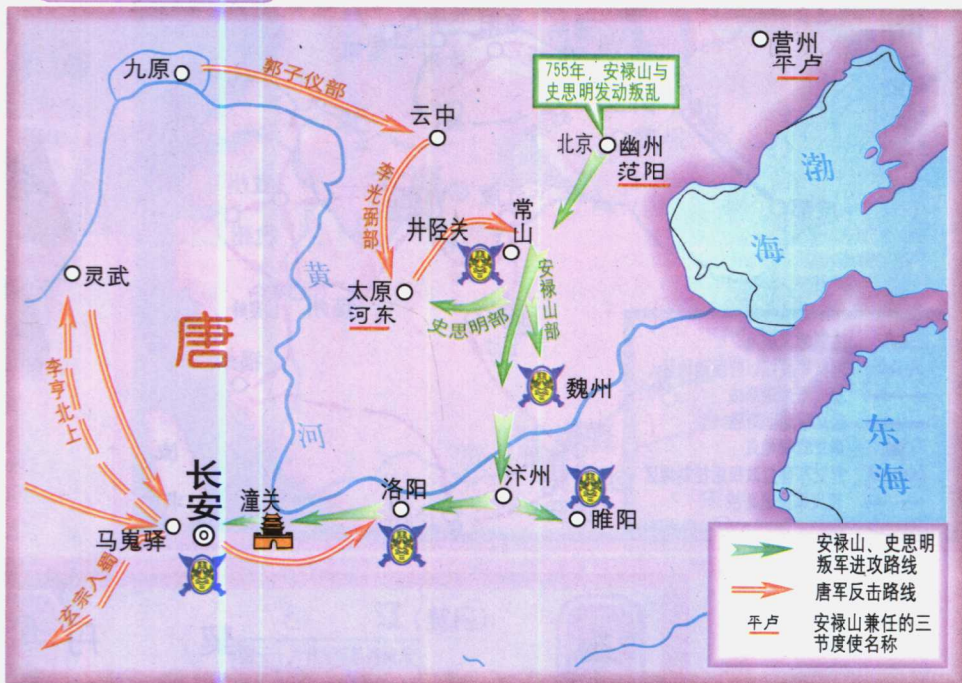 九原
郭子仪部
云中
755年，安禄山与
史思明发动叛乱
营州
平卢
北京
幽州
范阳
渤
海
李光弼部
井陉关
常
山
灵武
黄
河
太原
河东
史思明部
安禄山部
唐
李亨北上
魏州
东
海
长
安
潼关
洛阳
汴州
睢阳
马嵬驿
玄宗入蜀
安禄山、史思明
叛军进攻路线
唐军反击路线
平卢
安禄山兼任的三
节度使名称